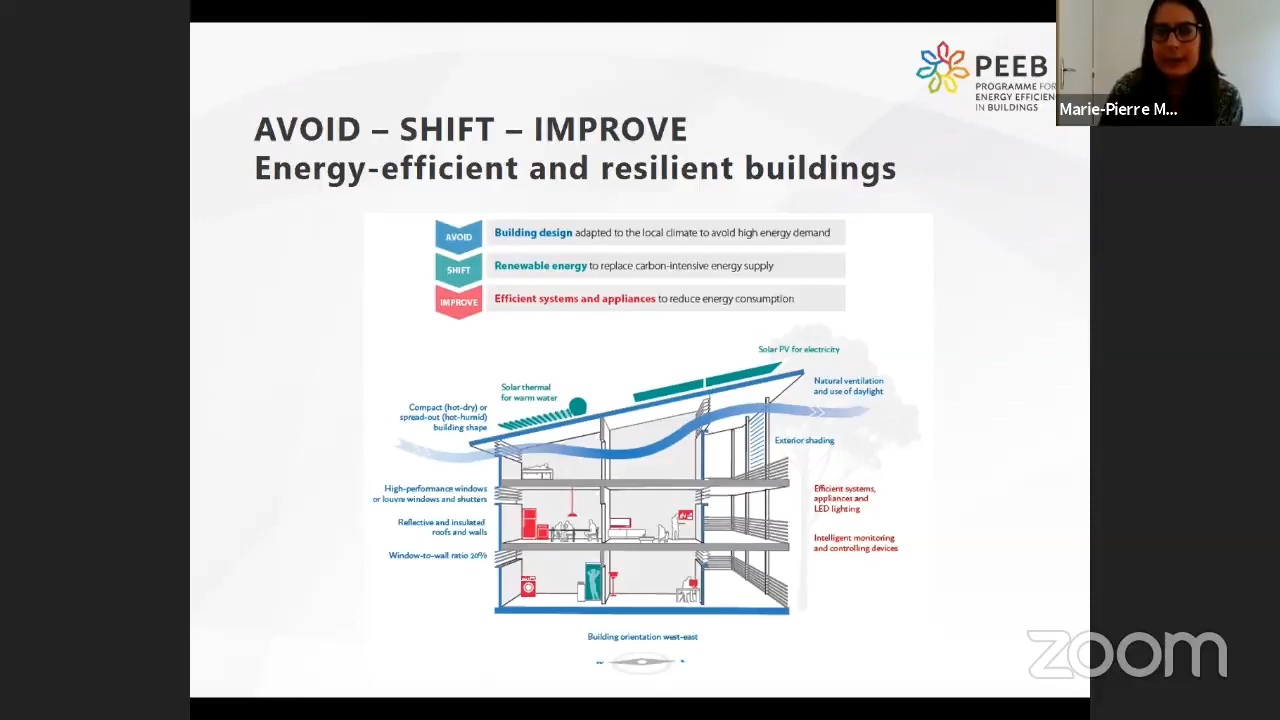 PEEB
PROGRAMME FOR
ENERGY EFFICIEN
IN BUILDINGS
Marie-Pierre M...
AVOID – SHIFT – IMPROVE
Energy-efficient and resilient buildings
AVOID
Building design adapted to the local climate to avoid high energy demand
SHIFT
Renewable energy to replace carbon-intensive energy supply
IMPROVE
Efficient systems and appliances to reduce energy consumption
Solar PV for electricity
Solar thermal
for warm water
Natural ventilation
and use of daylight
Compact (hot-dry) or
spread-out (hot-humid)
building shape
Exterior shading
High-performance windows
or louvre windows and shutters
Efficient systems,
appliances and
LED lighting
Reflective and insulated
roofs and walls
Intelligent monitoring
and controlling devices
Window-to-wall ratio 20%
Building orientation west-east
zoom